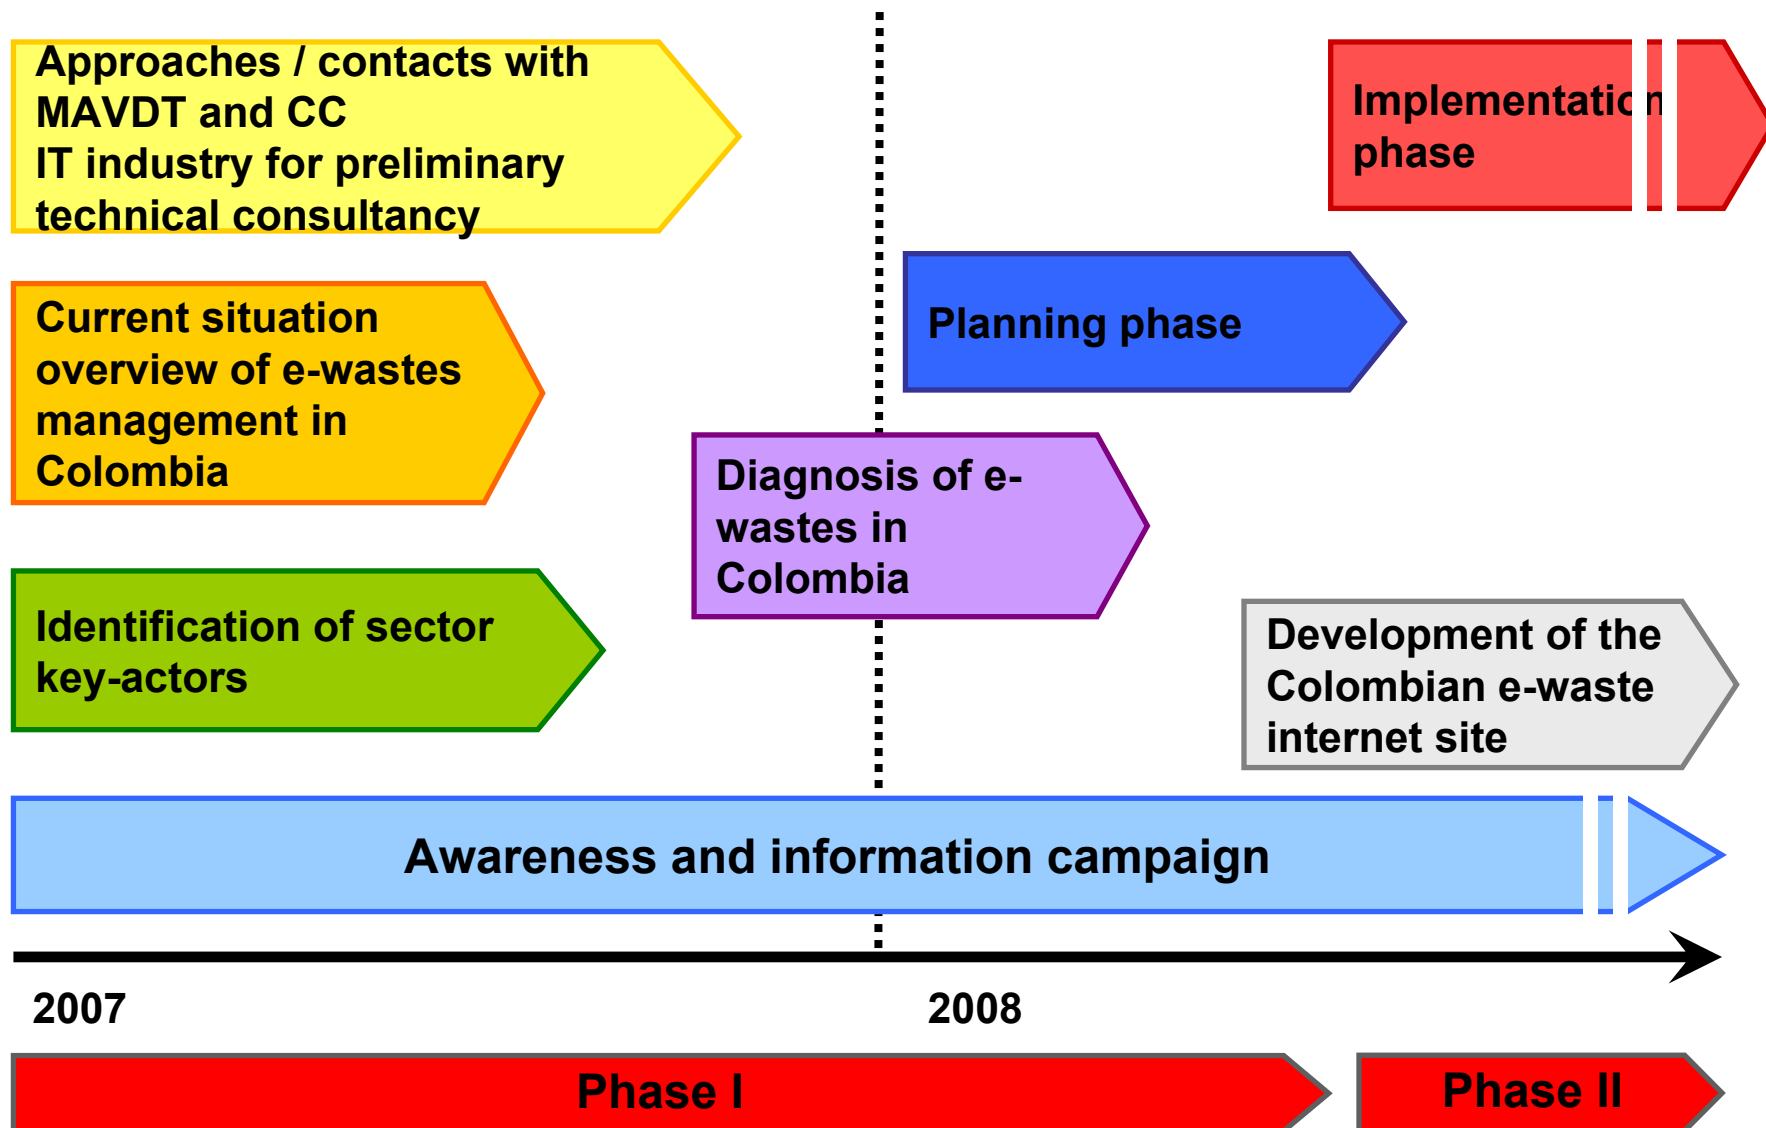 Approaches / contacts with
MAVDT and CC
IT industry for preliminary
technical consultancy
Implementation
phase
Current situation
overview of e-wastes
management in
Colombia
Planning phase
Diagnosis of e-
wastes in
Colombia
Identification of sector
key-actors
Development of the
Colombian e-waste
internet site
Awareness and information campaign
2007
2008
Phase I
Phase II